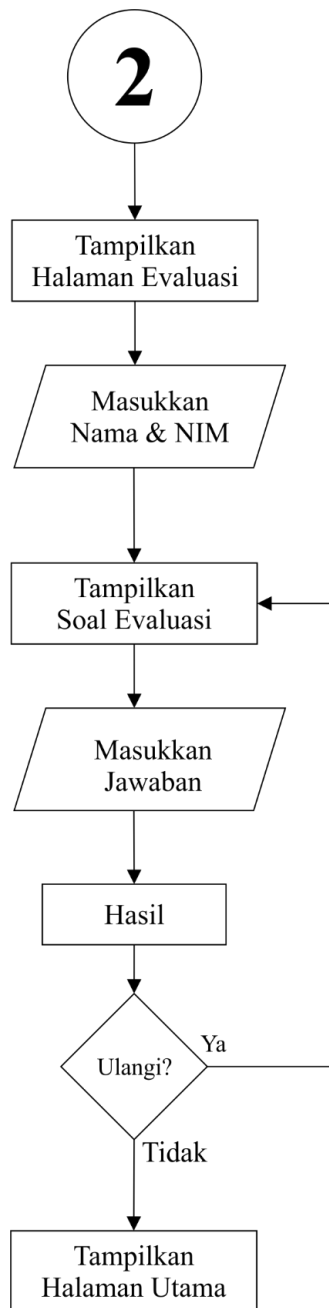 2
Tampilkan
Halaman Evaluasi
Masukkan
Nama & NIM
Tampilkan
Soal Evaluasi
Masukkan
Jawaban
Hasil
Ulangi?
Ya
Tidak
Tampilkan
Halaman Utama